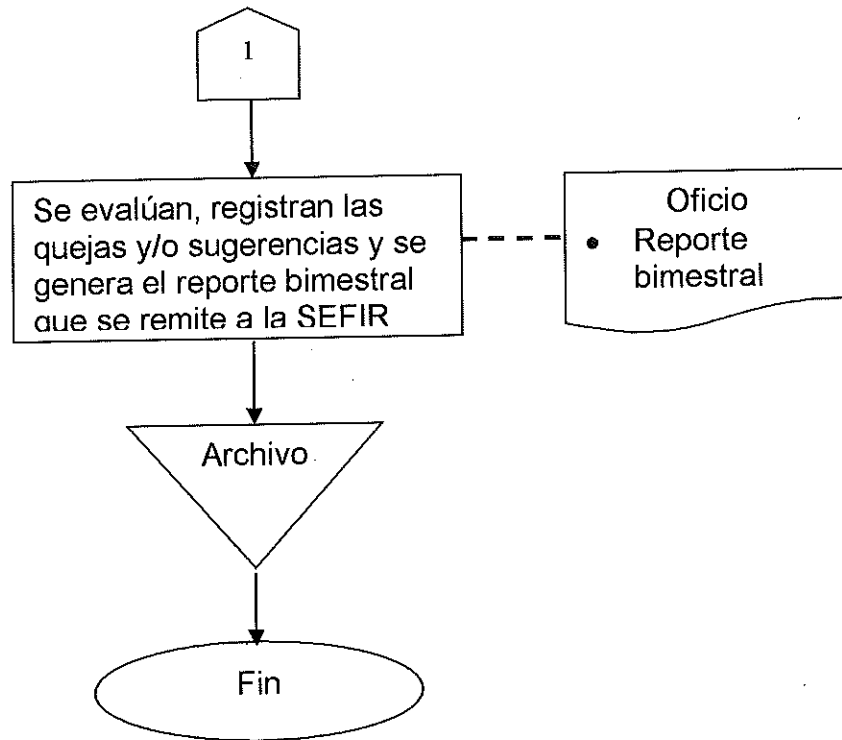 1
Se evalúan, registran las
quejas y/o sugerencias y se
genera el reporte bimestral
que se remite a la SEFIR
Oficio
• Reporte
bimestral
Archivo
Fin